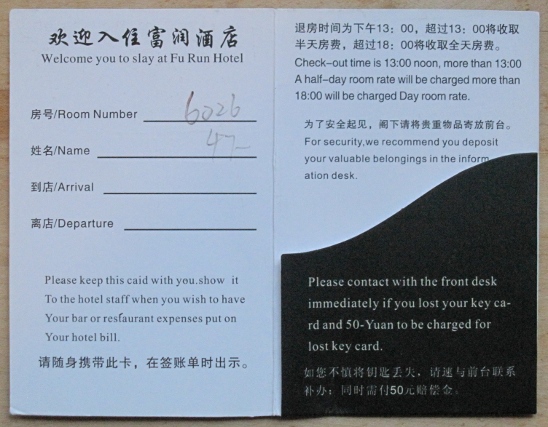 欢迎入住富润酒店
Welcome you to slay at Fu Run Hotel
房号/Room Number 6026
姓名/Name 47-
到店/Arrival
离店/Departure
Please keep this caid with you.show it
To the hotel staff when you wish to have
Your bar or resfaurant expenses put on
Your hotel bill.
请随身携带此卡，在签账单时出示。
退房时间为下午13：00，超过13：00将收取
半天房费，超过18：00将收取全天房费。
Check-out time is 13:00 noon, more than 13:00
A half-day room rate will be charged more than
18:00 will be charged Day room rate.
为了安全起见，阁下请将贵重物品寄放前台。
For security,we recommend you deposit
your valuable belongings in the inform
ation desk.
Please contact with the front desk
immediately if you lost your key ca-
rd and 50-Yuan to be charged for
lost key card.
如您不慎将钥匙丢失，请速与前台联系
补办；同时需付50元赔偿金。